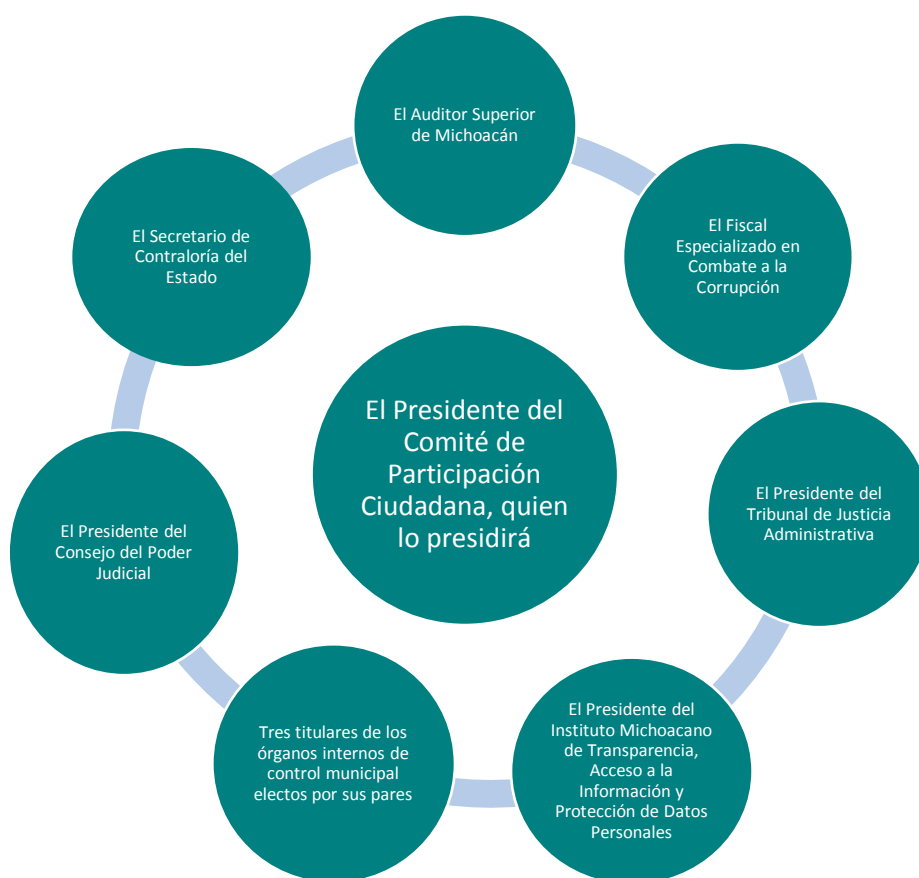 El Auditor Superior
de Michoacán
El Fiscal
Especializado en
Combate a la
Corrupción
El Presidente del
Tribunal de Justicia
Administrativa
El Presidente del
Instituto Michoacano
de Transparencia,
Acceso a la
Información y
Protección de Datos
Personales
Tres titulares de los
órganos internos de
control municipal
electos por sus pares
El Presidente del
Consejo del Poder
Judicial
El Secretario de
Contraloría del
Estado
El Presidente del
Comité de
Participación
Ciudadana, quien
lo presidirá